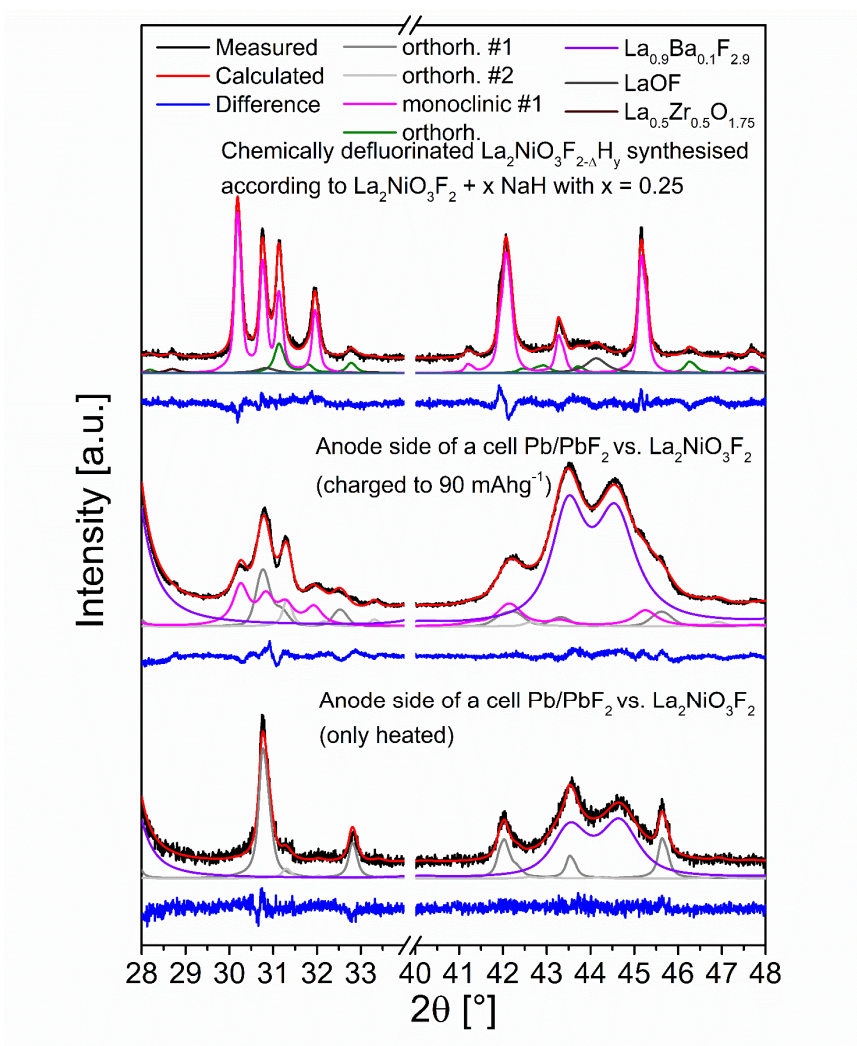 Measured
Calculated
Difference
orthorh. #1
orthorh. #2
monoclinic #1
orthorh.
La0.9Ba0.1F2.9
LaOF
La0.5Zr0.5O1.75
Chemically defluorinated La2NiO3F2-ΔHy synthesised
according to La2NiO3F2 + x NaH with x = 0.25
Anode side of a cell Pb/PbF2 vs. La2NiO3F2
(charged to 90 mAhg-1)
Anode side of a cell Pb/PbF2 vs. La2NiO3F2
(only heated)
Intensity [a.u.]
28 29 30 31 32 33 40 41 42 43 44 45 46 47 48
2θ [°]